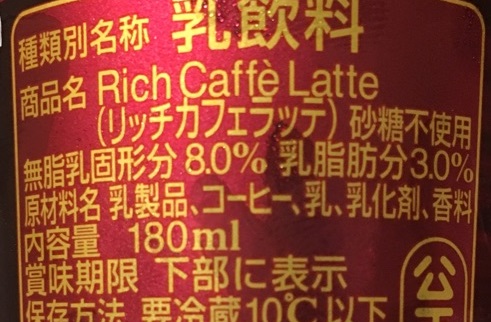 種類別名称 乳飲料
商品名 Rich Caffè Latte
(リッチカフェラッテ) 砂糖不使用
無脂乳固形分 8.0% 乳脂肪分 3.0%
原材料名 乳製品、コーヒー、乳、乳化剤、香料
内容量 180ml
賞味期限 下部に表示
保存方法 要冷蔵10℃以下
公